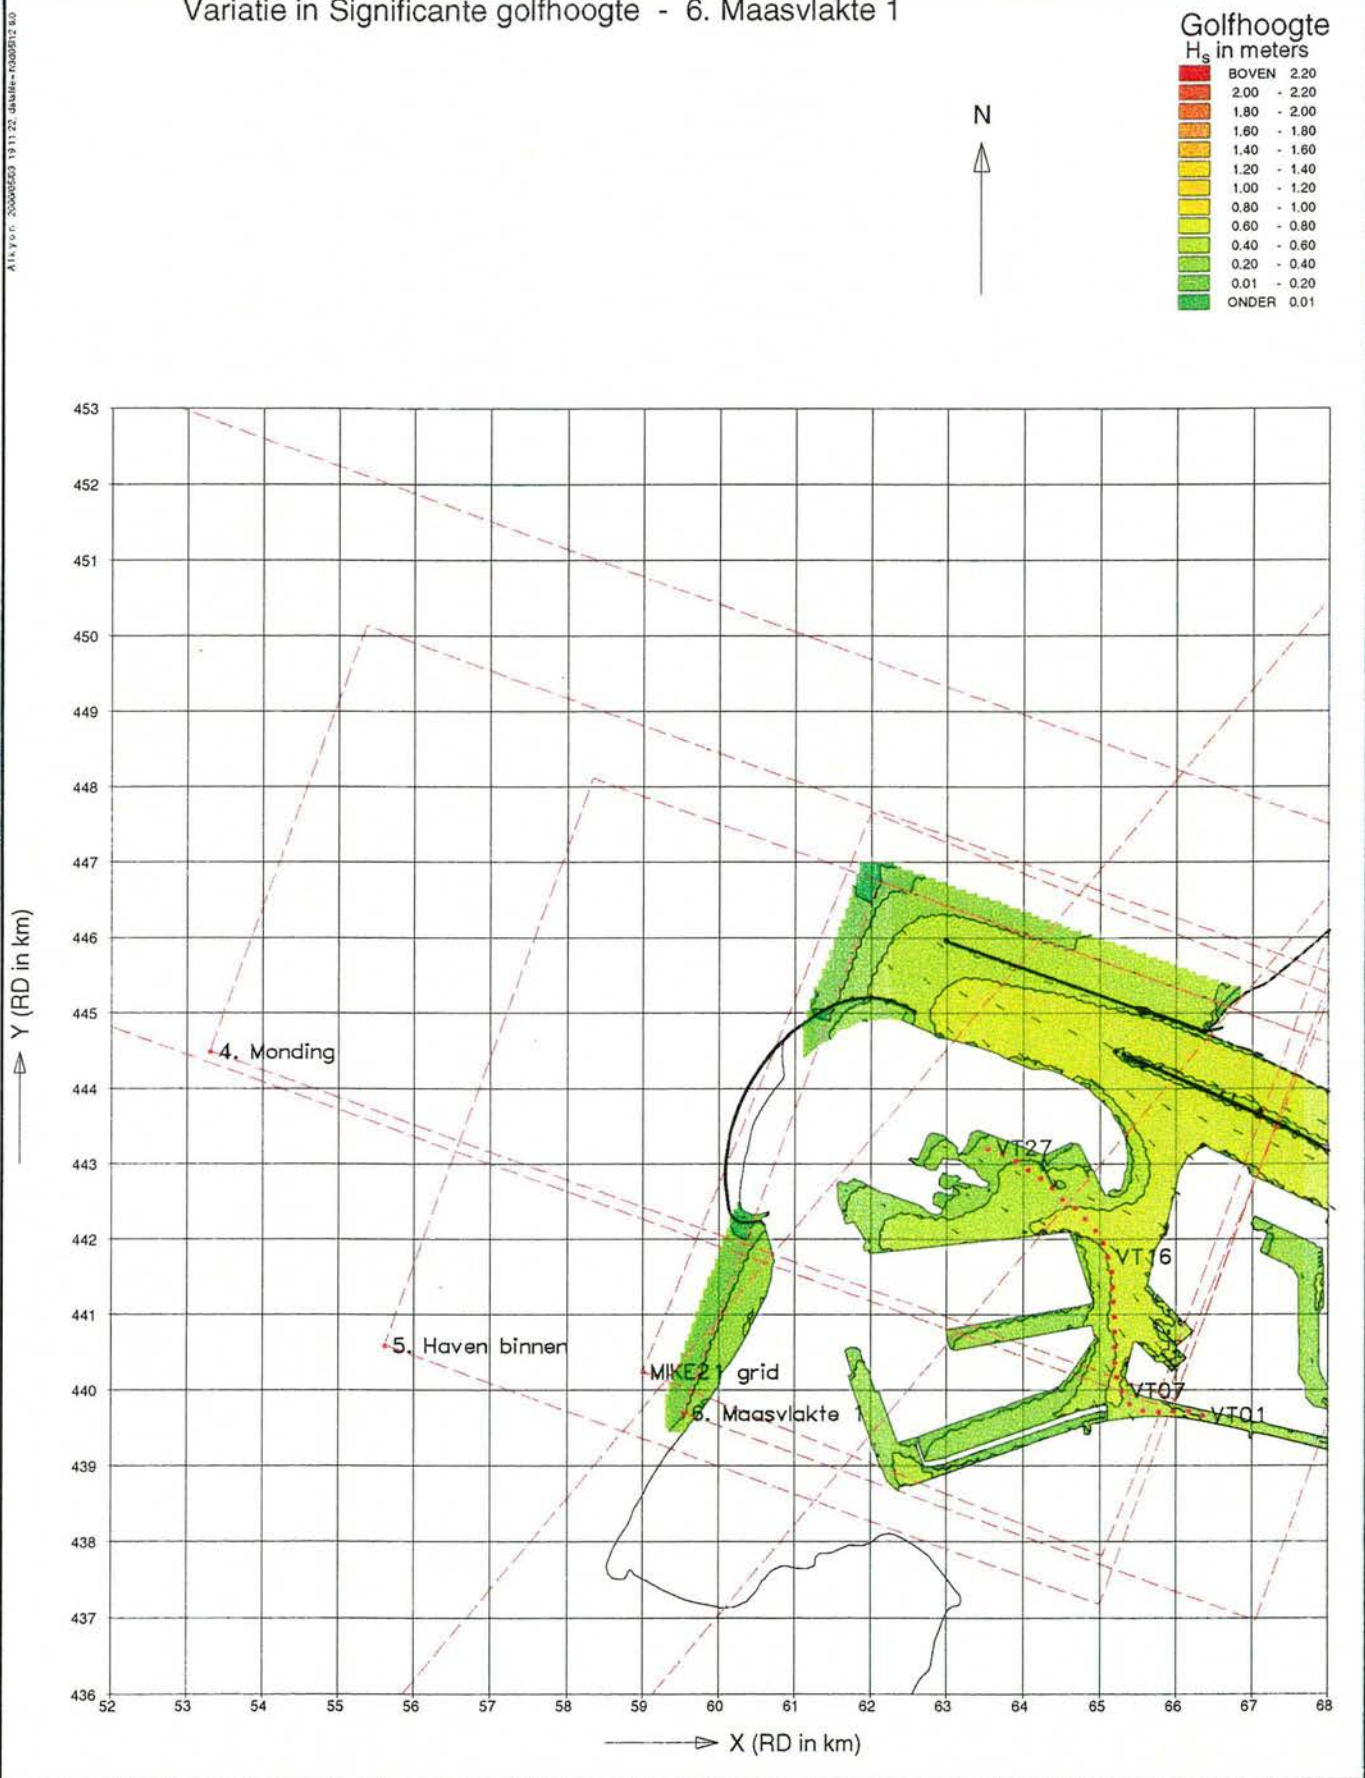 Variatie in Significante golfhoogte - 6. Maasvlakte 1
Golfhoogte
Hs in meters
BOVEN 2.20
2.00 - 2.20
1.80 - 2.00
1.60 - 1.80
1.40 - 1.60
1.20 - 1.40
1.00 - 1.20
0.80 - 1.00
0.60 - 0.80
0.40 - 0.60
0.20 - 0.40
0.01 - 0.20
ONDER 0.01
N
453
452
451
450
449
448
447
446
445
444
443
442
441
440
439
438
437
436
Y (RD in km)
4. Monding
VT27
VT16
5. Haven binnen
MIKE21 grid
VT07
6. Maasvlakte 1
VT01
52 53 54 55 56 57 58 59 60 61 62 63 64 65 66 67 68
X (RD in km)